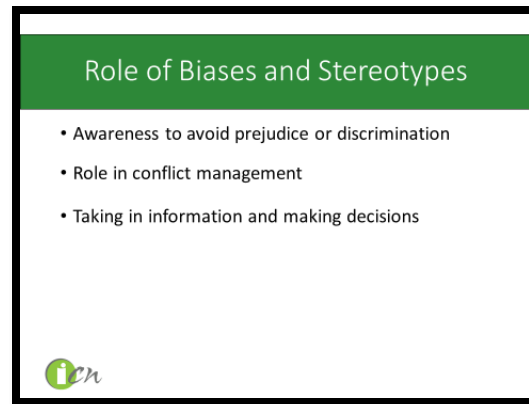 Role of Biases and Stereotypes
• Awareness to avoid prejudice or discrimination
• Role in conflict management
• Taking in information and making decisions
icn